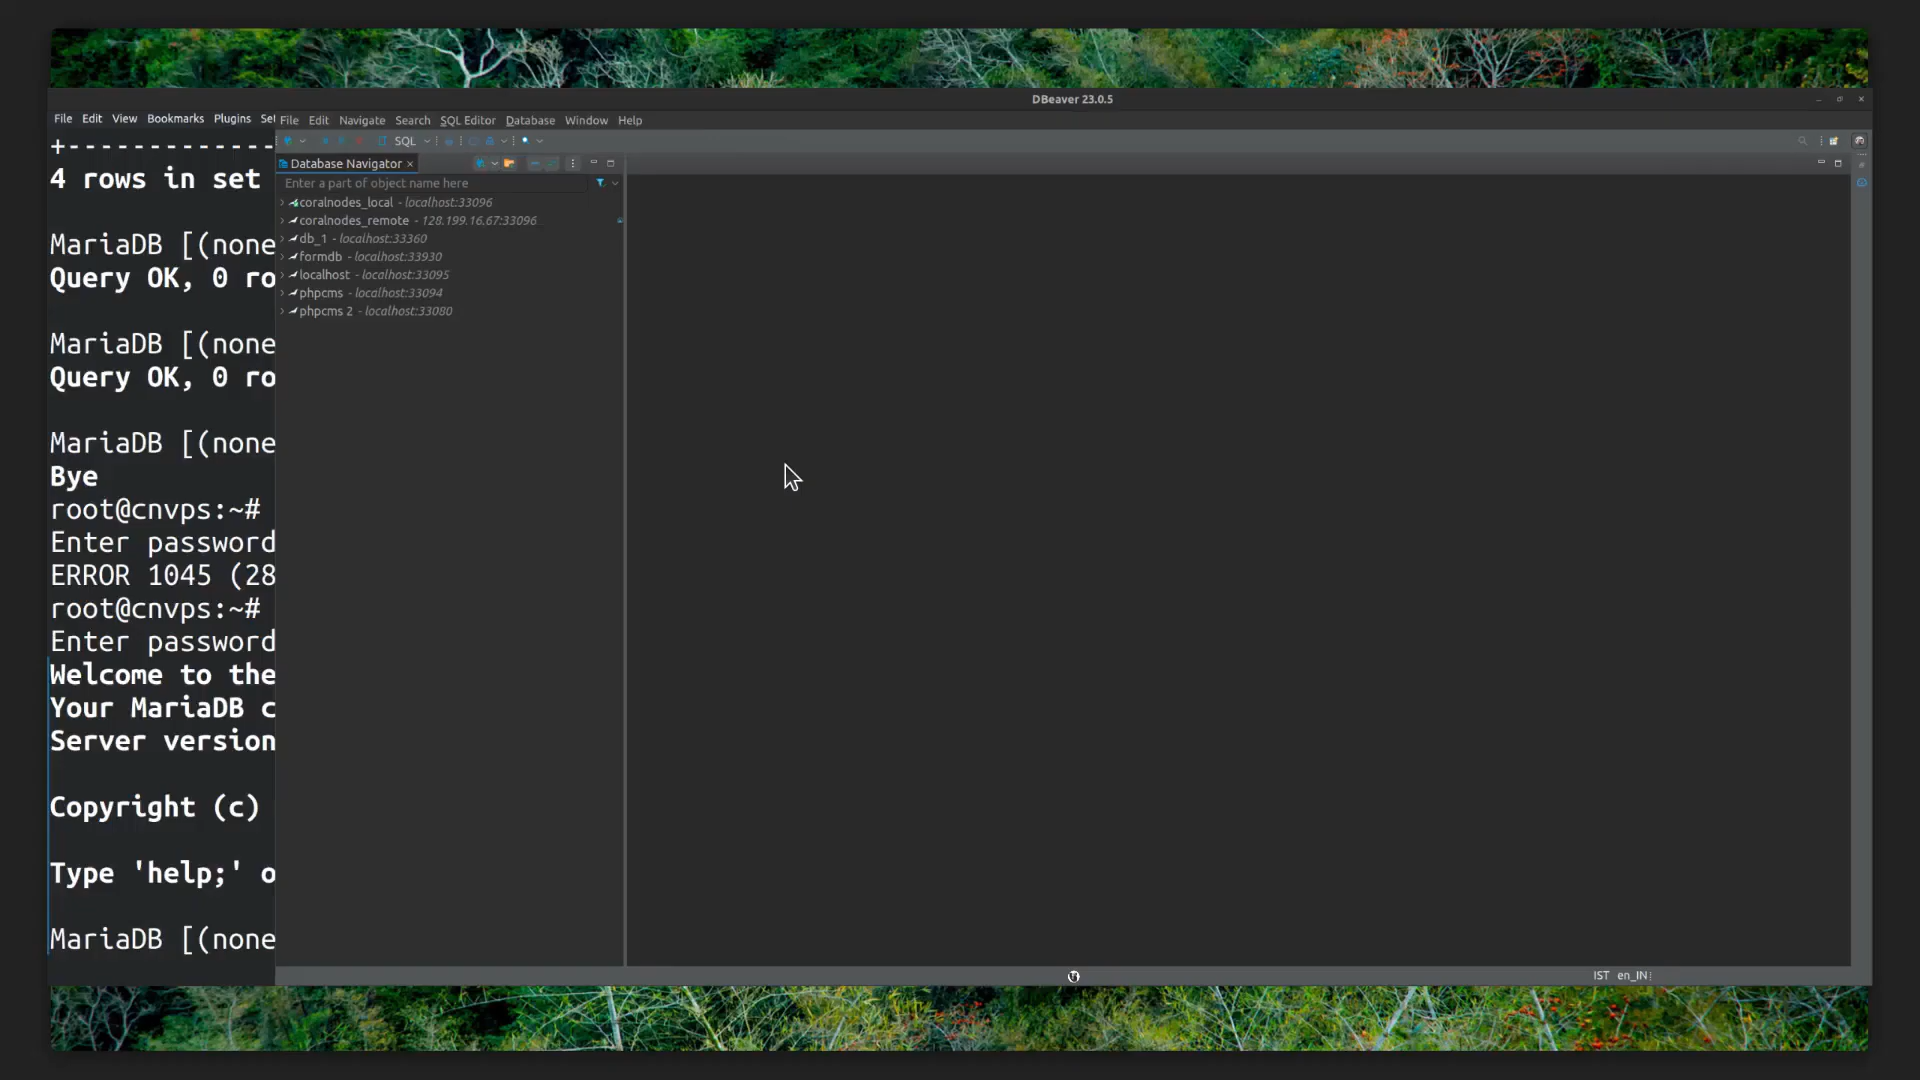 DBeaver 23.0.5
File Edit View Bookmarks Plugins Set
File Edit Navigate Search SQL Editor Database Window Help
SQL
Database Navigator
Enter a part of object name here
coralnodes_local - localhost:33096
coralnodes_remote - 128.199.16.67:33096
db_1 - localhost:33360
formdb - localhost:33930
localhost - localhost:33095
phpcms - localhost:33094
phpcms 2 - localhost:33080
+-------------
4 rows in set
MariaDB [(none
Query OK, 0 ro
MariaDB [(none
Query OK, 0 ro
MariaDB [(none
Bye
root@cnvps:~#
Enter password
ERROR 1045 (28
root@cnvps:~#
Enter password
Welcome to the
Your MariaDB c
Server version
Copyright (c)
Type 'help;' o
MariaDB [(none
IST en_IN